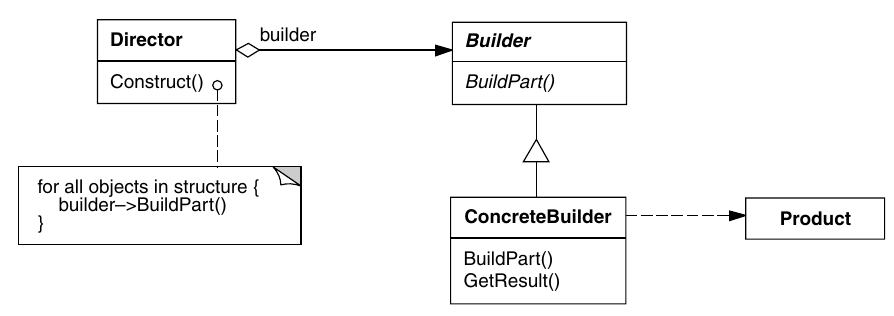 Director
Construct()
builder
Builder
BuildPart()
for all objects in structure {
builder–>BuildPart()
}
ConcreteBuilder
BuildPart()
GetResult()
Product